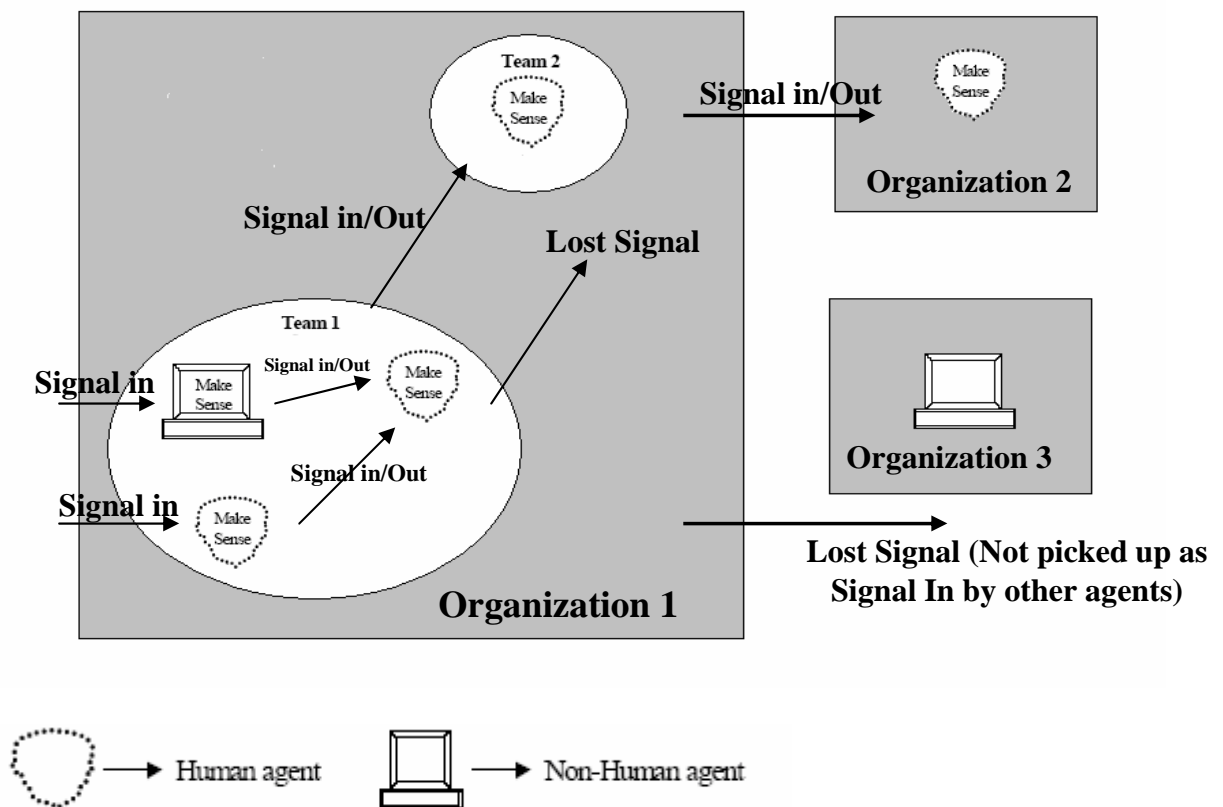 Team 2
Make
Sense
Signal in/Out
Make
Sense
Organization 2
Signal in/Out
Lost Signal
Team 1
Signal in
Make
Sense
Signal in/Out
Make
Sense
Signal in/Out
Signal in
Make
Sense
Organization 1
Organization 3
Lost Signal (Not picked up as
Signal In by other agents)
Human agent
Non-Human agent